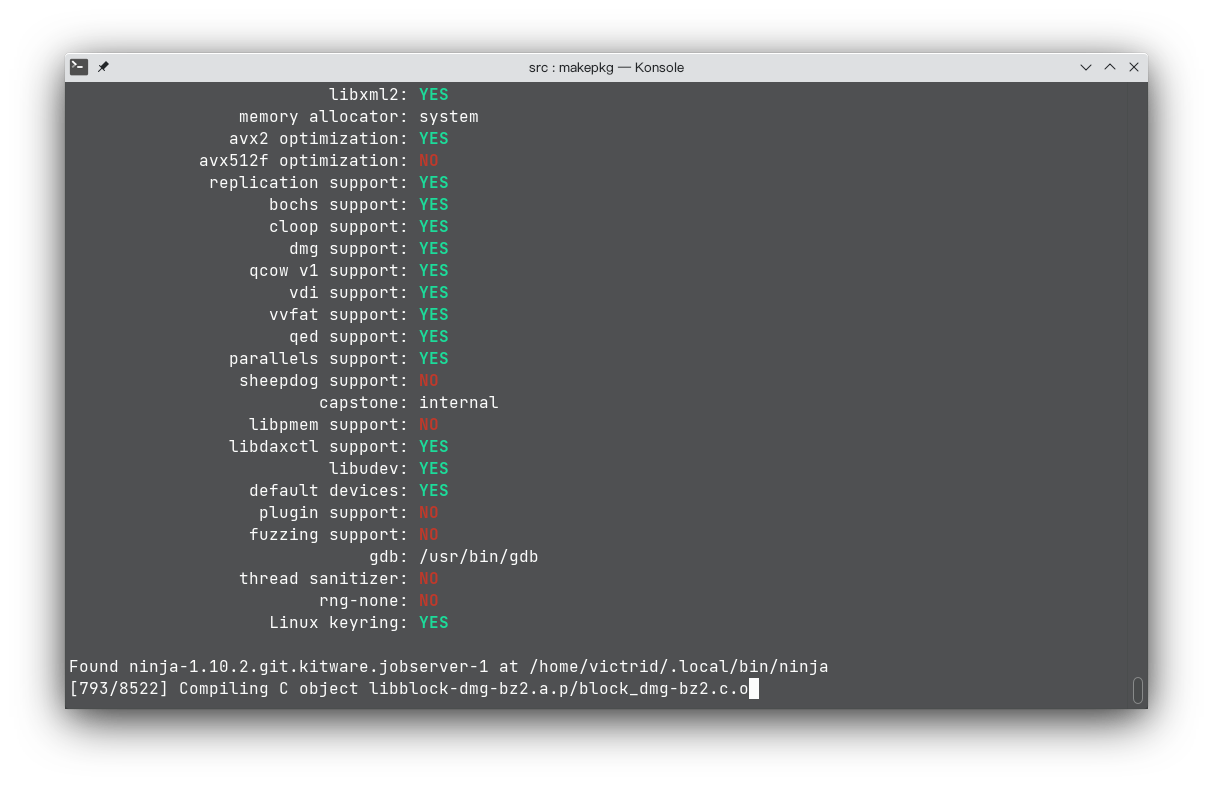 src : makepkg — Konsole
libxml2: YES
memory allocator: system
avx2 optimization: YES
avx512f optimization: NO
replication support: YES
bochs support: YES
cloop support: YES
dmg support: YES
qcow v1 support: YES
vdi support: YES
vvfat support: YES
qed support: YES
parallels support: YES
sheepdog support: NO
capstone: internal
libpmem support: NO
libdaxctl support: YES
libudev: YES
default devices: YES
plugin support: NO
fuzzing support: NO
gdb: /usr/bin/gdb
thread sanitizer: NO
rng-none: NO
Linux keyring: YES
Found ninja-1.10.2.git.kitware.jobserver-1 at /home/victrid/.local/bin/ninja
[793/8522] Compiling C object libblock-dmg-bz2.a.p/block_dmg-bz2.c.o